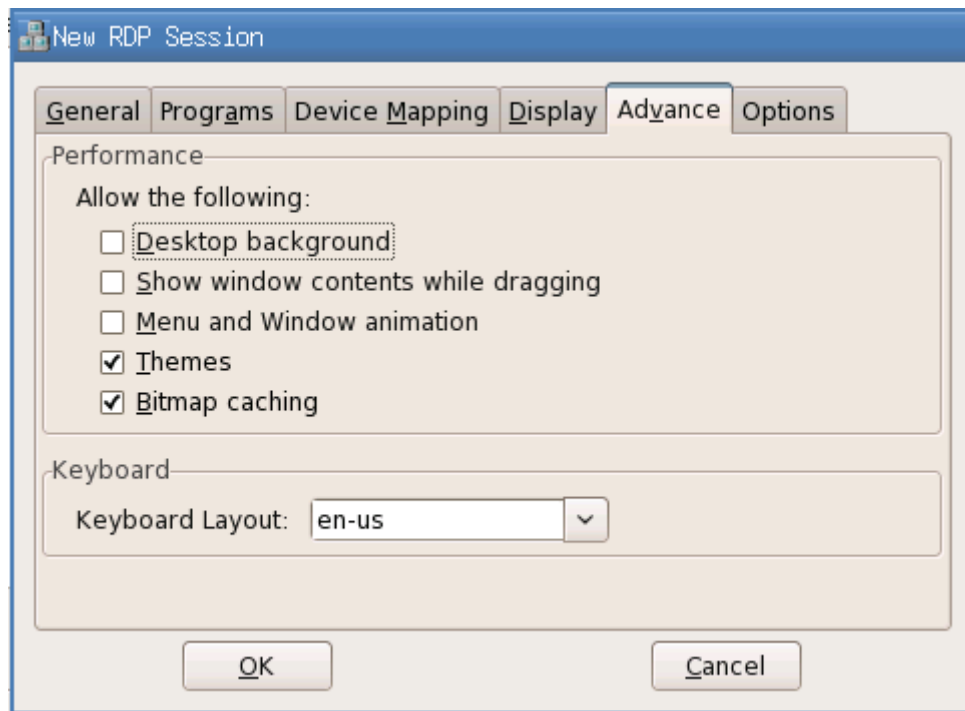 New RDP Session
General Programs Device Mapping Display Advance Options
Performance
Allow the following:
Desktop background
Show window contents while dragging
Menu and Window animation
Themes
Bitmap caching
Keyboard
Keyboard Layout: en-us
OK Cancel